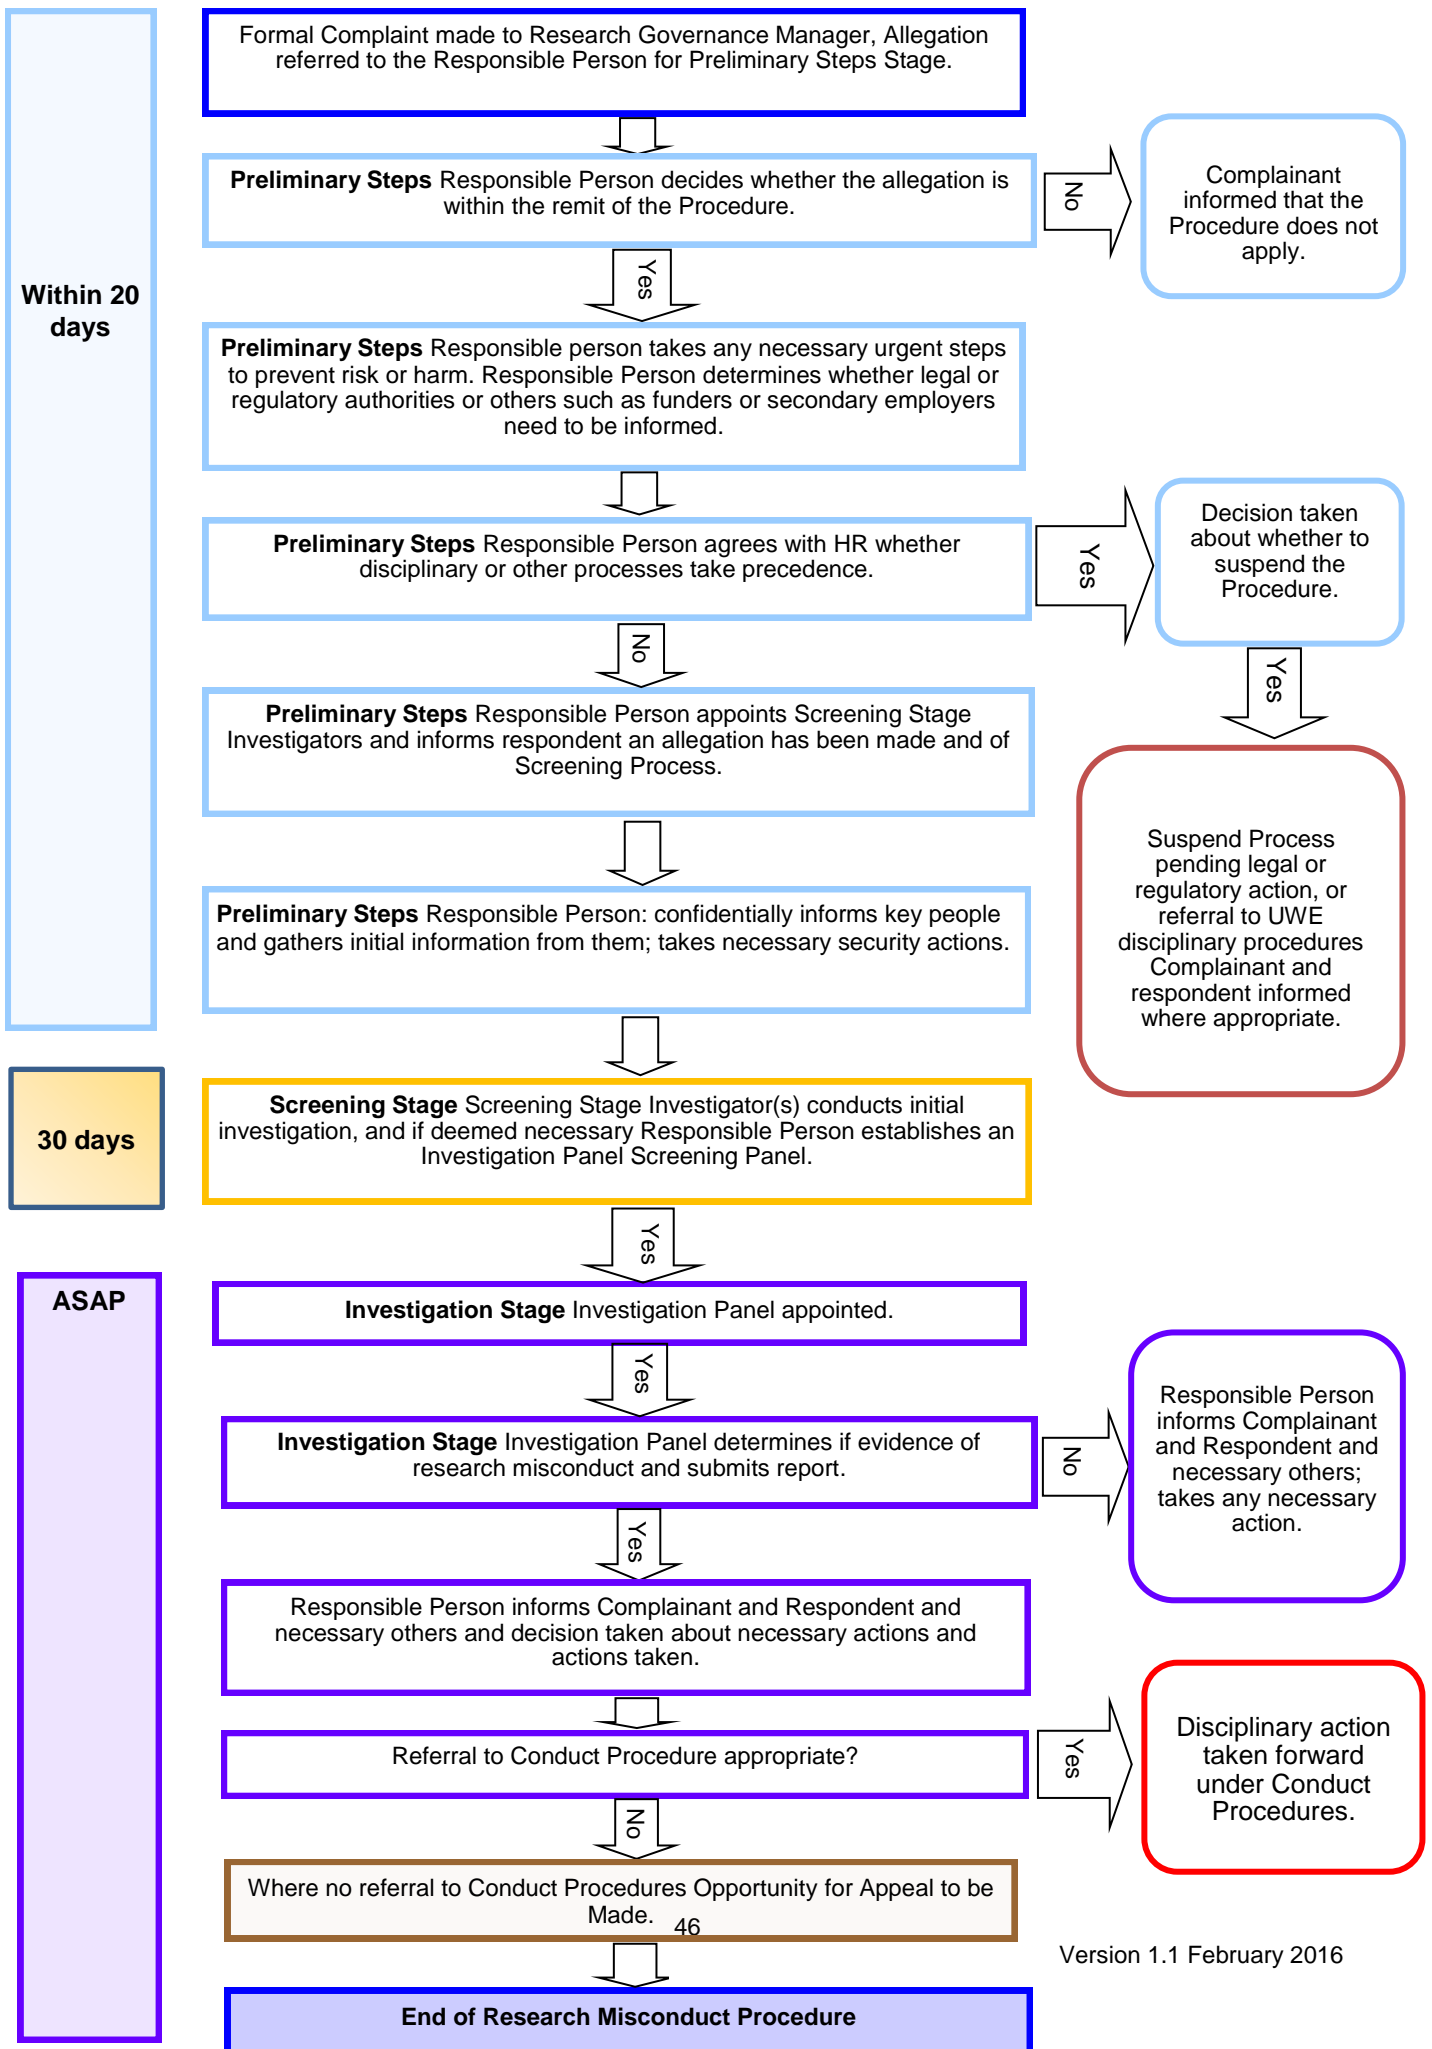 Formal Complaint made to Research Governance Manager, Allegation
referred to the Responsible Person for Preliminary Steps Stage.
Preliminary Steps Responsible Person decides whether the allegation is
within the remit of the Procedure.
No
Complainant
informed that the
Procedure does not
apply.
Within 20
days
Yes
Preliminary Steps Responsible person takes any necessary urgent steps
to prevent risk or harm. Responsible Person determines whether legal or
regulatory authorities or others such as funders or secondary employers
need to be informed.
Preliminary Steps Responsible Person agrees with HR whether
disciplinary or other processes take precedence.
Yes
Decision taken
about whether to
suspend the
Procedure.
No
Yes
Preliminary Steps Responsible Person appoints Screening Stage
Investigators and informs respondent an allegation has been made and of
Screening Process.
Suspend Process
pending legal or
regulatory action, or
referral to UWE
disciplinary procedures
Complainant and
respondent informed
where appropriate.
Preliminary Steps Responsible Person: confidentially informs key people
and gathers initial information from them; takes necessary security actions.
30 days
Screening Stage Screening Stage Investigator(s) conducts initial
investigation, and if deemed necessary Responsible Person establishes an
Investigation Panel Screening Panel.
Yes
ASAP
Investigation Stage Investigation Panel appointed.
Yes
Investigation Stage Investigation Panel determines if evidence of
research misconduct and submits report.
No
Responsible Person
informs Complainant
and Respondent and
necessary others;
takes any necessary
action.
Yes
Responsible Person informs Complainant and Respondent and
necessary others and decision taken about necessary actions and
actions taken.
Referral to Conduct Procedure appropriate?
Yes
Disciplinary action
taken forward
under Conduct
Procedures.
No
Where no referral to Conduct Procedures Opportunity for Appeal to be
Made.
46
Version 1.1 February 2016
End of Research Misconduct Procedure